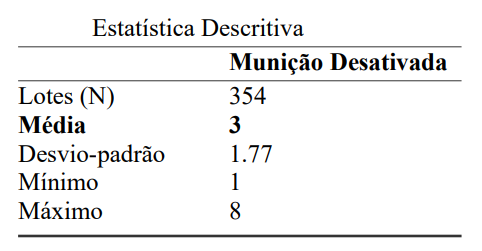 Estatística Descritiva
Munição Desativada
Lotes (N) 354
Média 3
Desvio-padrão 1.77
Mínimo 1
Máximo 8